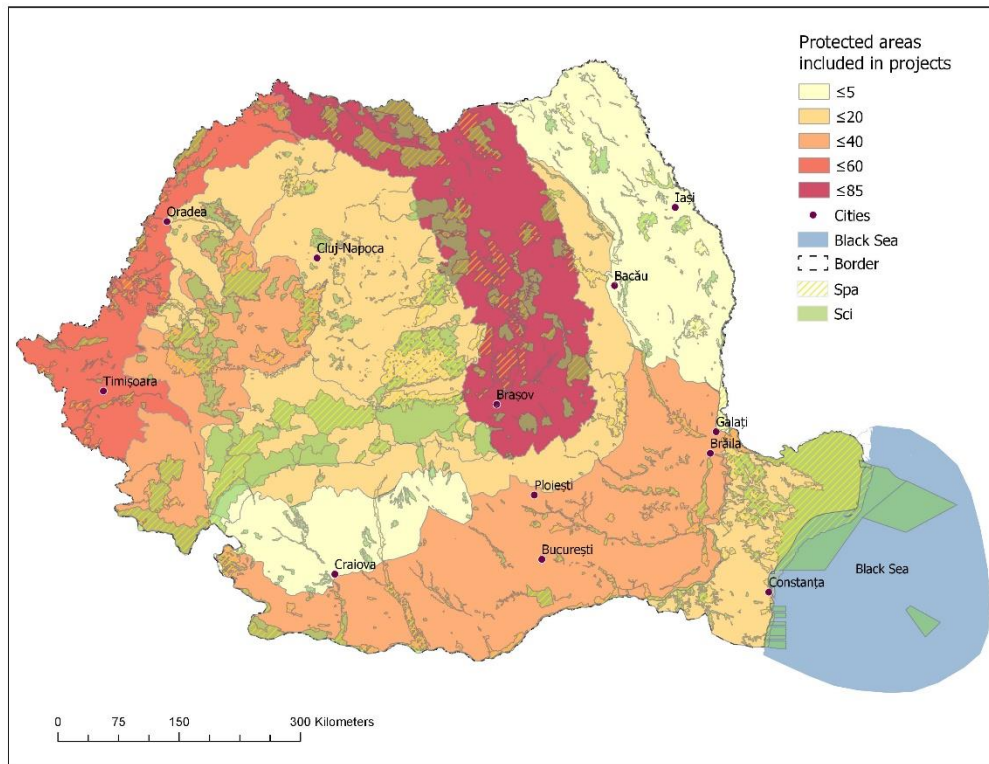 Protected areas
included in projects
≤5
≤20
≤40
≤60
≤85
Cities
Black Sea
Border
Spa
Sci
Iași
Oradea
Cluj-Napoca
Bacău
Timișoara
Brașov
Galați
Brăila
Ploiești
București
Craiova
Constanța
Black Sea
0 75 150 300 Kilometers